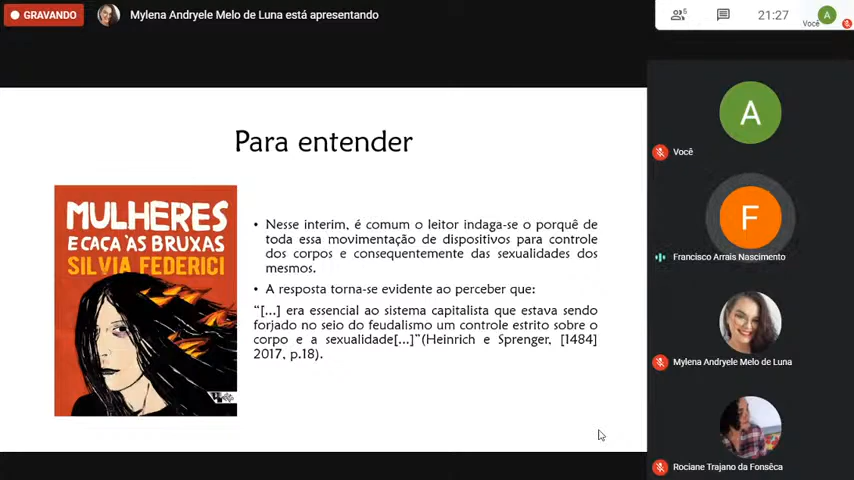 GRAVANDO
Mylena Andryele Melo de Luna está apresentando
6
21:27
Você
A
Para entender
MULHERES
E CAÇA ÀS BRUXAS
SILVIA FEDERICI
• Nesse interim, é comum o leitor indaga-se o porquê de
toda essa movimentação de dispositivos para controle
dos corpos e consequentemente das sexualidades dos
mesmos.
• A resposta torna-se evidente ao perceber que:
“[...] era essencial ao sistema capitalista que estava sendo
forjado no seio do feudalismo um controle estrito sobre o
corpo e a sexualidade[...]”(Heinrich e Sprenger, [1484]
2017, p.18).
A
Você
F
Francisco Arrais Nascimento
Mylena Andryele Melo de Luna
Rociane Trajano da Fonsêca